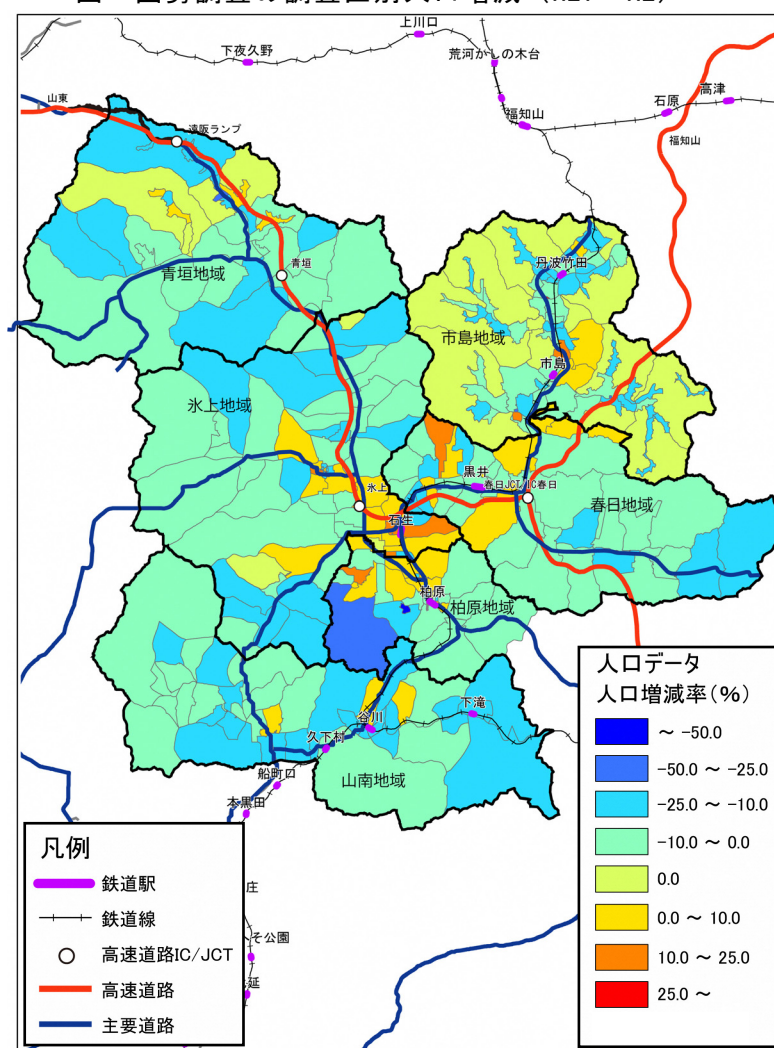 上川口
下夜久野
荒河かしの木台
山東
高津
石原
福知山
福知山
遠阪ランプ
青垣
青垣地域
丹波竹田
市島地域
市島
氷上地域
黒井
春日JCT/IC春日
氷上
春日地域
石生
柏原
柏原地域
下滝
谷川
久下村
山南地域
船町口
本黒田
庄
そ公園
延
人口データ
人口増減率(%)
~ -50.0
-50.0 ~ -25.0
-25.0 ~ -10.0
-10.0 ~ 0.0
0.0
0.0 ~ 10.0
10.0 ~ 25.0
25.0 ~
凡例
鉄道駅
鉄道線
高速道路IC/JCT
高速道路
主要道路